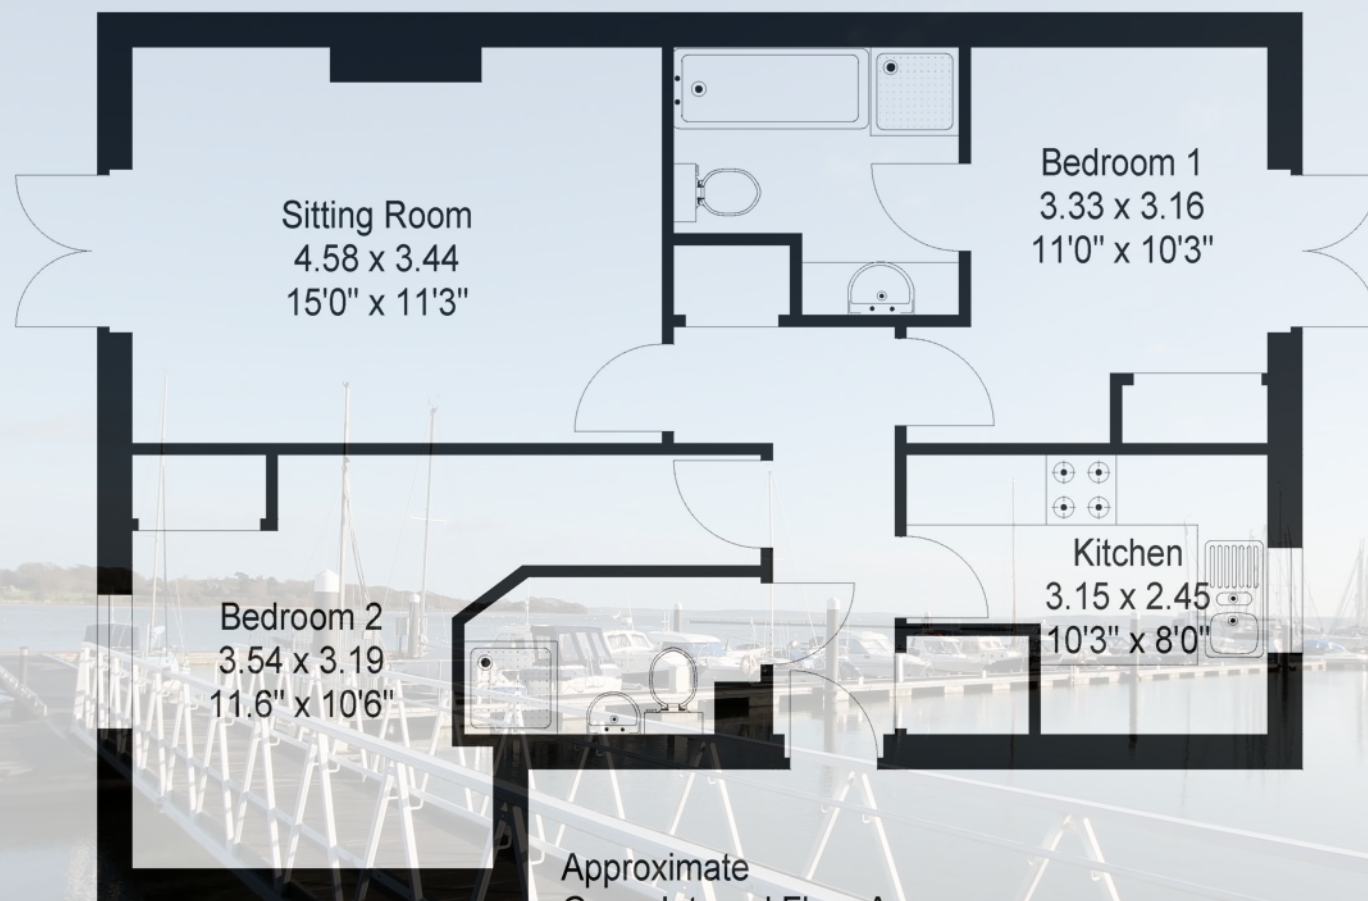 Sitting Room
4.58 x 3.44
15'0" x 11'3"
Bedroom 1
3.33 x 3.16
11'0" x 10'3"
Bedroom 2
3.54 x 3.19
11.6" x 10'6"
Kitchen
3.15 x 2.45
10'3" x 8'0"
Approximate